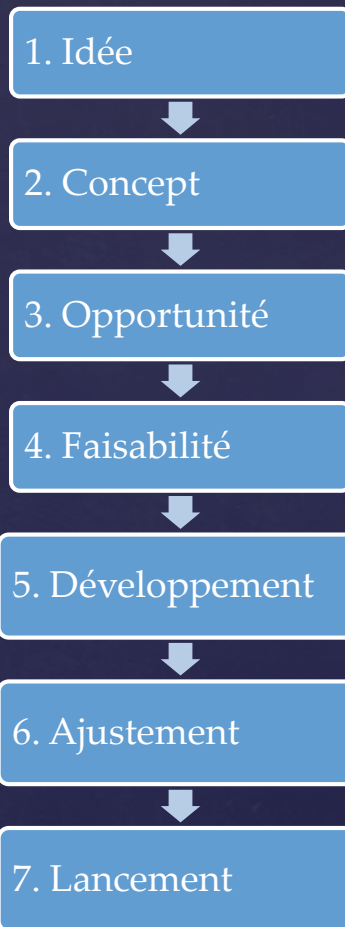 1. Idée
2. Concept
3. Opportunité
4. Faisabilité
5. Développement
6. Ajustement
7. Lancement